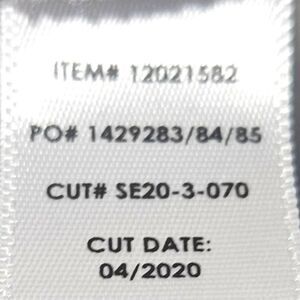 ITEM# 12021582
PO# 1429283/84/85
CUT# SE20-3-070
CUT DATE:
04/2020